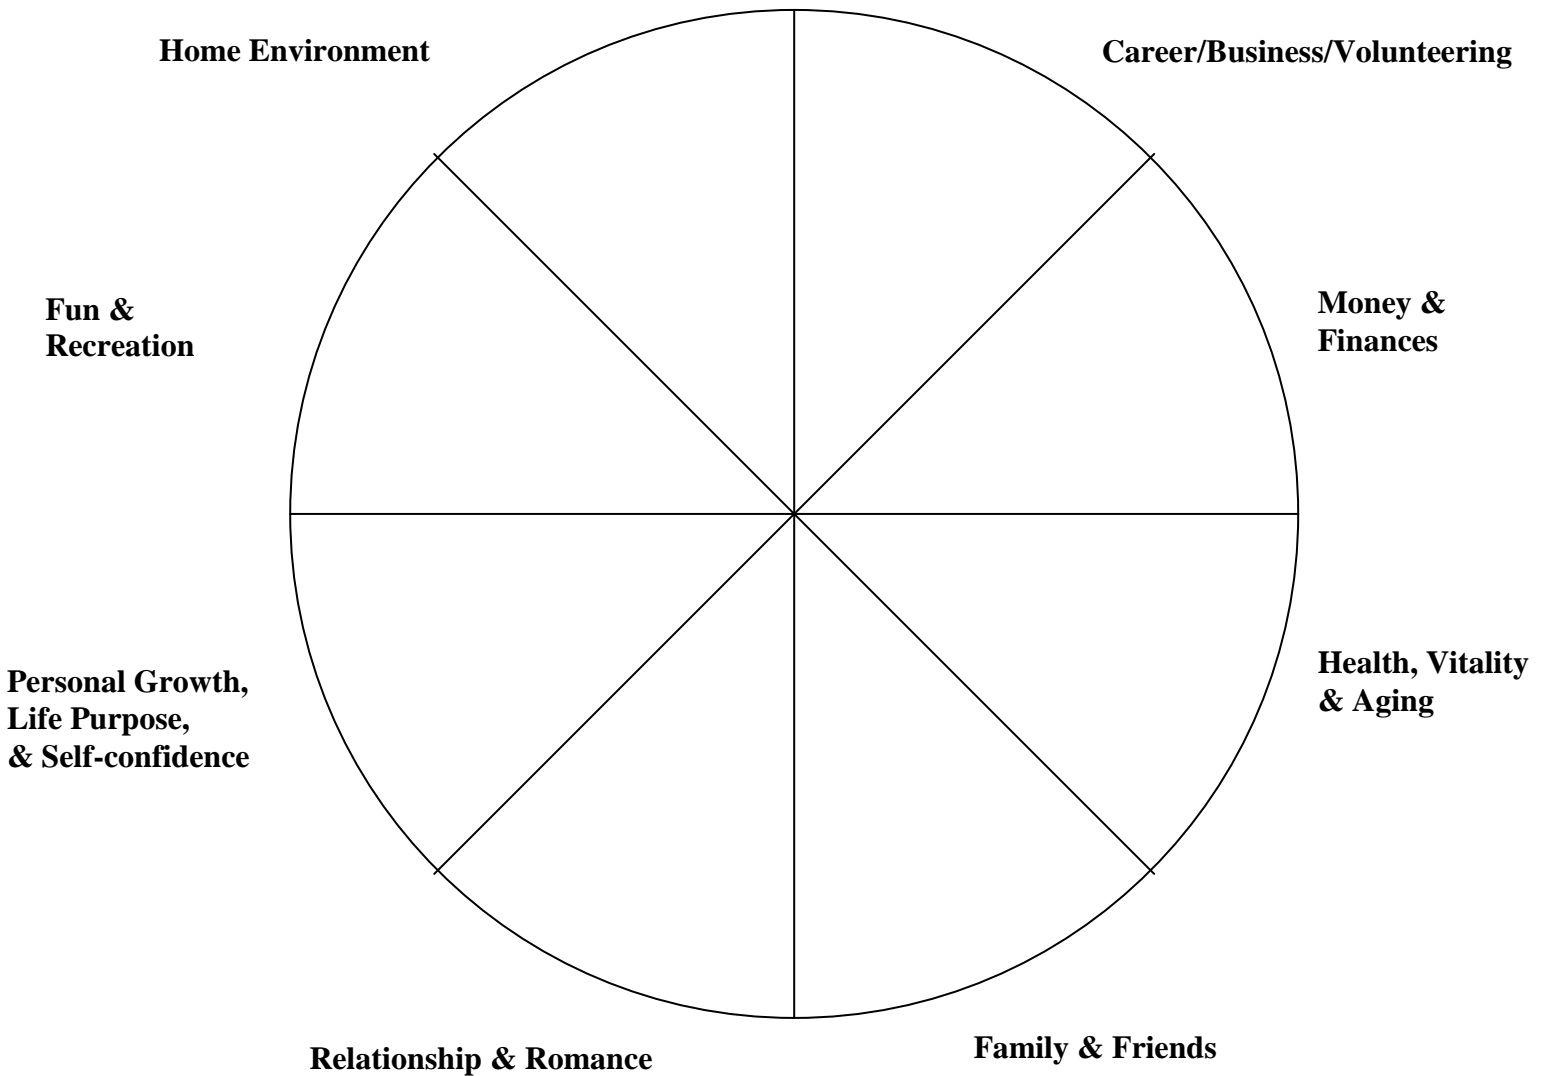 Home Environment
Career/Business/Volunteering
Fun &
Recreation
Money &
Finances
Personal Growth,
Life Purpose,
& Self-confidence
Health, Vitality
& Aging
Relationship & Romance
Family & Friends